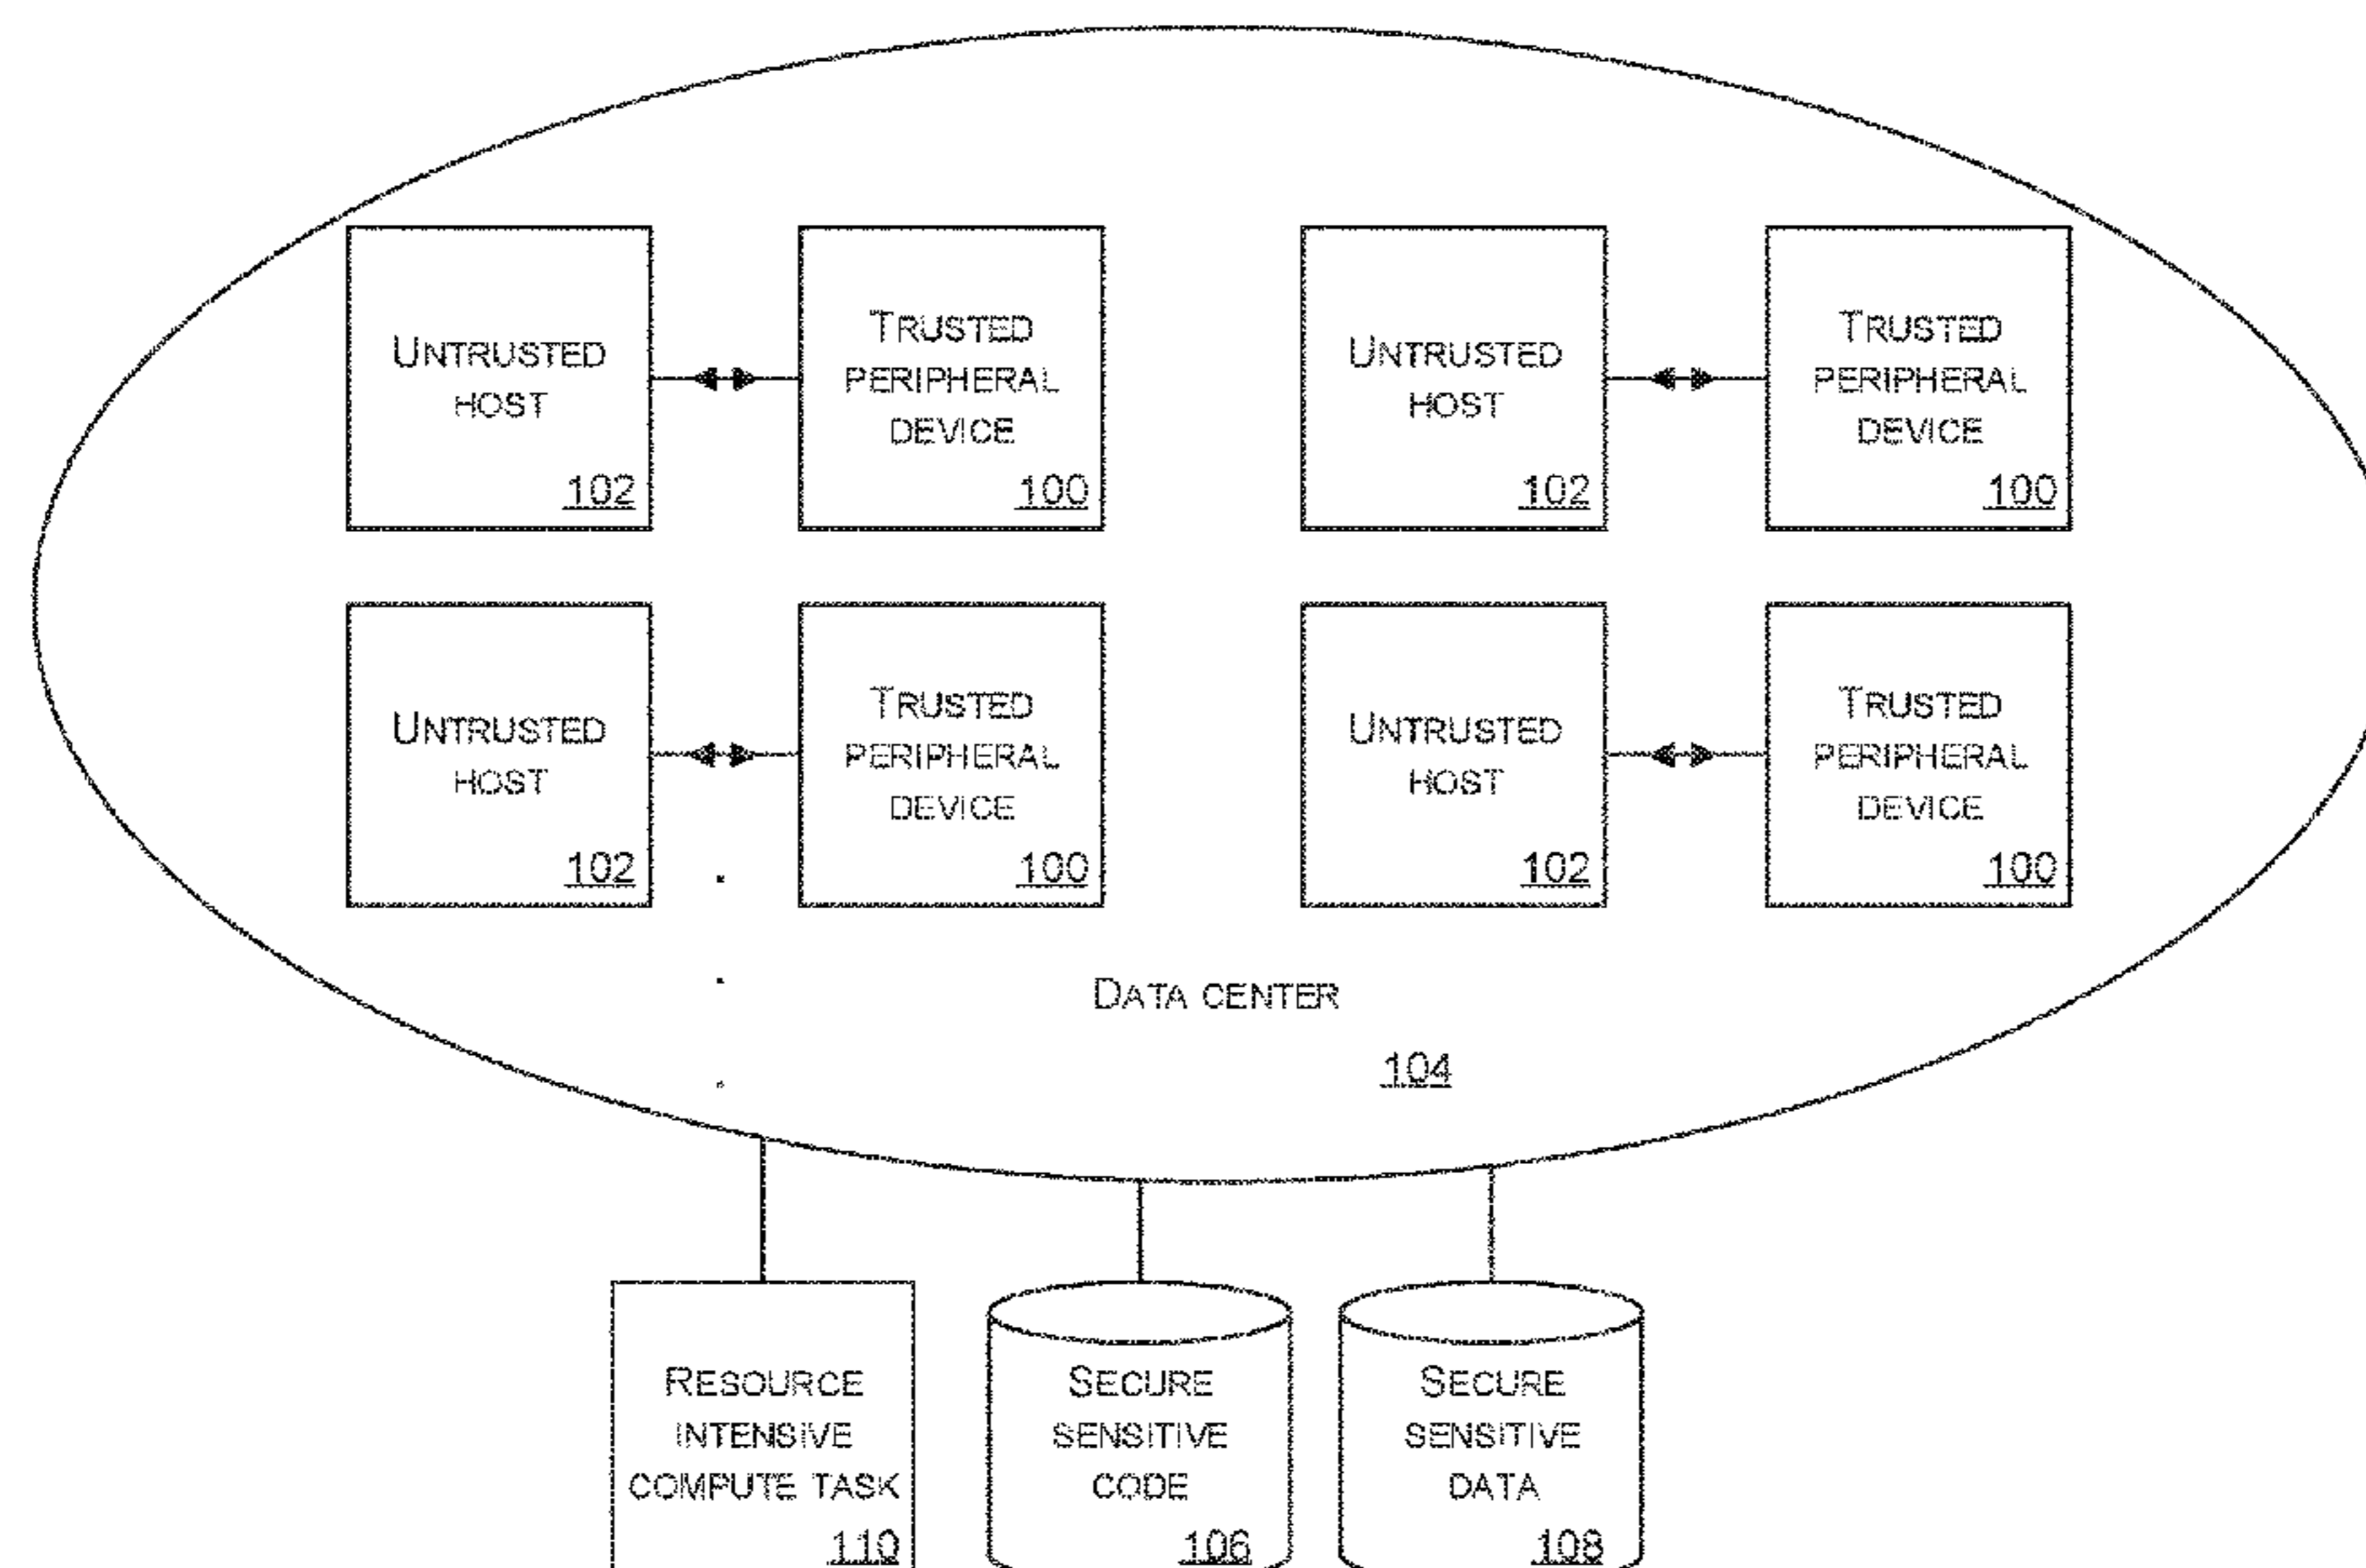 UNTRUSTED
HOST
102
TRUSTED
PERIPHERAL
DEVICE
100
UNTRUSTED
HOST
102
TRUSTED
PERIPHERAL
DEVICE
100
UNTRUSTED
HOST
102
TRUSTED
PERIPHERAL
DEVICE
100
UNTRUSTED
HOST
102
TRUSTED
PERIPHERAL
DEVICE
100
DATA CENTER
104
RESOURCE
INTENSIVE
COMPUTE TASK
110
SECURE
SENSITIVE
CODE
106
SECURE
SENSITIVE
DATA
108